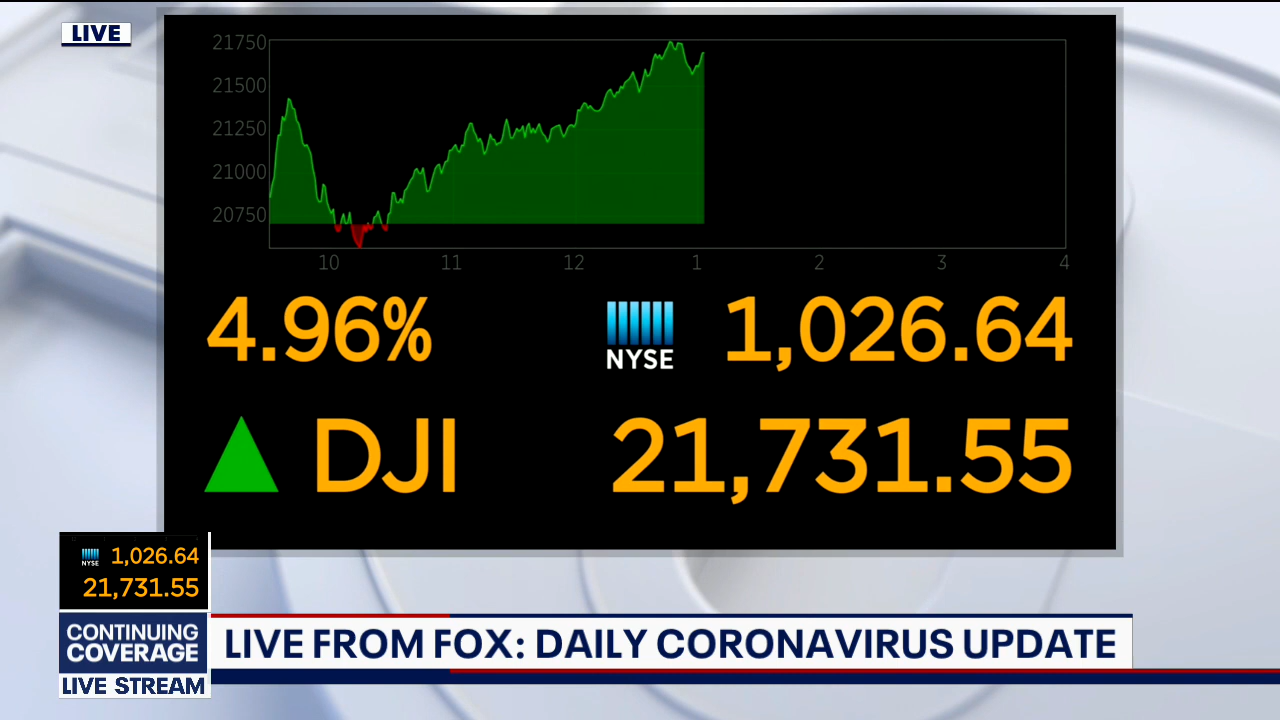 LIVE
21750
21500
21250
21000
20750
10 11 12 1 2 3 4
4.96% NYSE 1,026.64
DJI 21,731.55
NYSE 1,026.64
21,731.55
CONTINUING
COVERAGE
LIVE STREAM
LIVE FROM FOX: DAILY CORONAVIRUS UPDATE